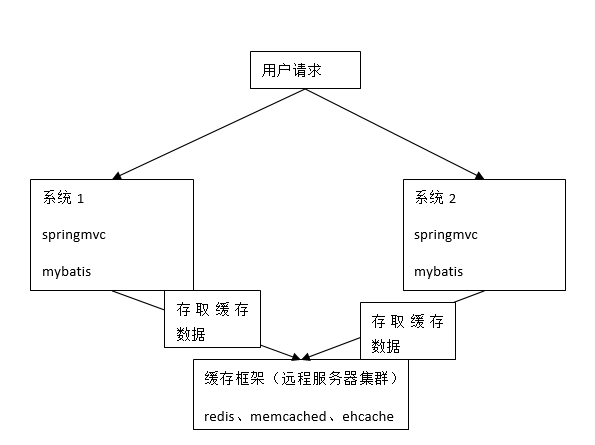 用户请求
系统 1
springmvc
mybatis
系统 2
springmvc
mybatis
存取缓存
数据
存取缓存
数据
缓存框架（远程服务器集群）
redis、memcached、ehcache